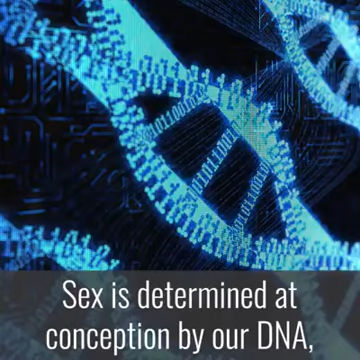 Sex is determined at
conception by our DNA,